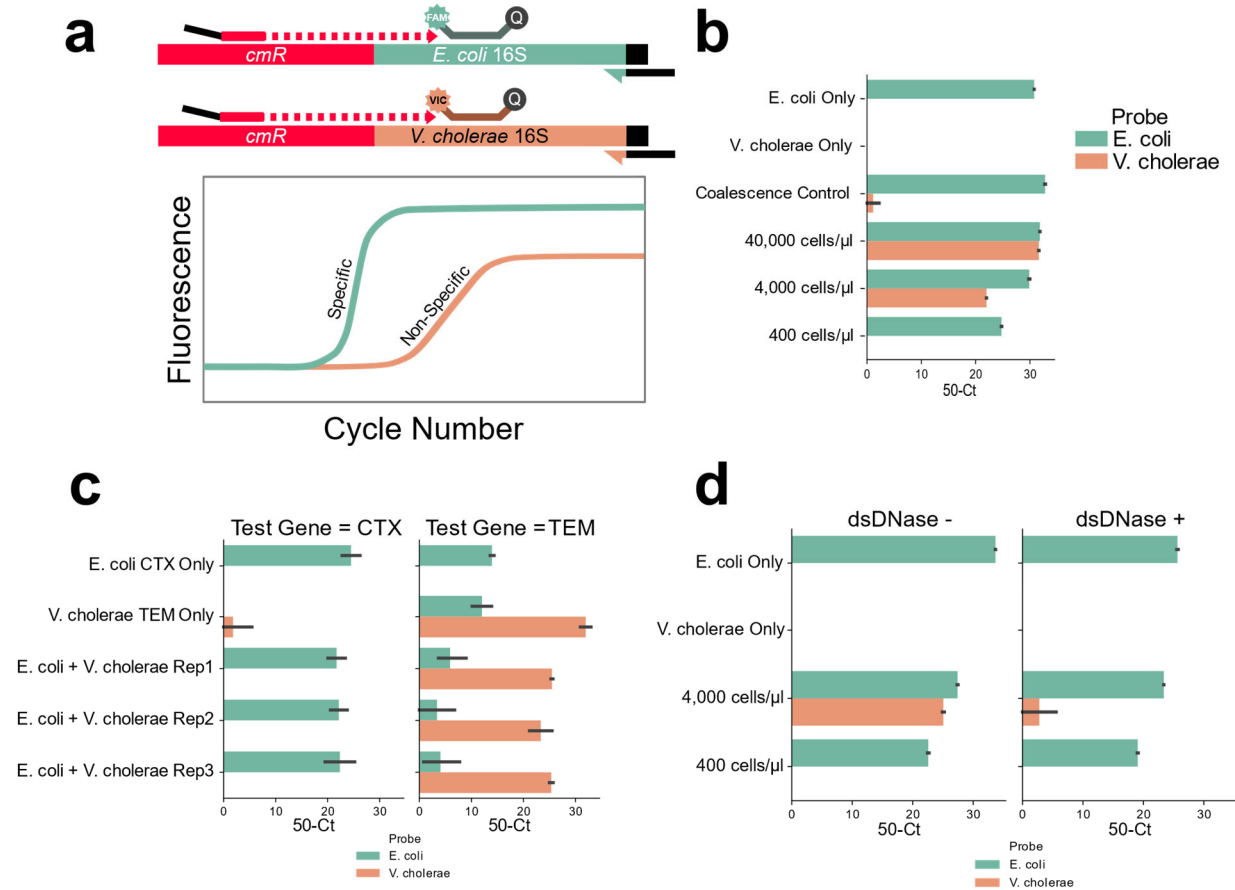 a
FAM
Q
cmR
E. coli 16S
VIC
Q
cmR
V. cholerae 16S
Fluorescence
Specific
Non-Specific
Cycle Number
b
E. coli Only
V. cholerae Only
Coalescence Control
40,000 cells/µl
4,000 cells/µl
400 cells/µl
0 10 20 30
50-Ct
Probe
E. coli
V. cholerae
c
Test Gene = CTX
Test Gene =TEM
E. coli CTX Only
V. cholerae TEM Only
E. coli + V. cholerae Rep1
E. coli + V. cholerae Rep2
E. coli + V. cholerae Rep3
0 10 20 30
50-Ct
0 10 20 30
50-Ct
Probe
E. coli
V. cholerae
d
dsDNase -
dsDNase +
E. coli Only
V. cholerae Only
4,000 cells/µl
400 cells/µl
0 10 20 30
50-Ct
0 10 20 30
50-Ct
Probe
E. coli
V. cholerae